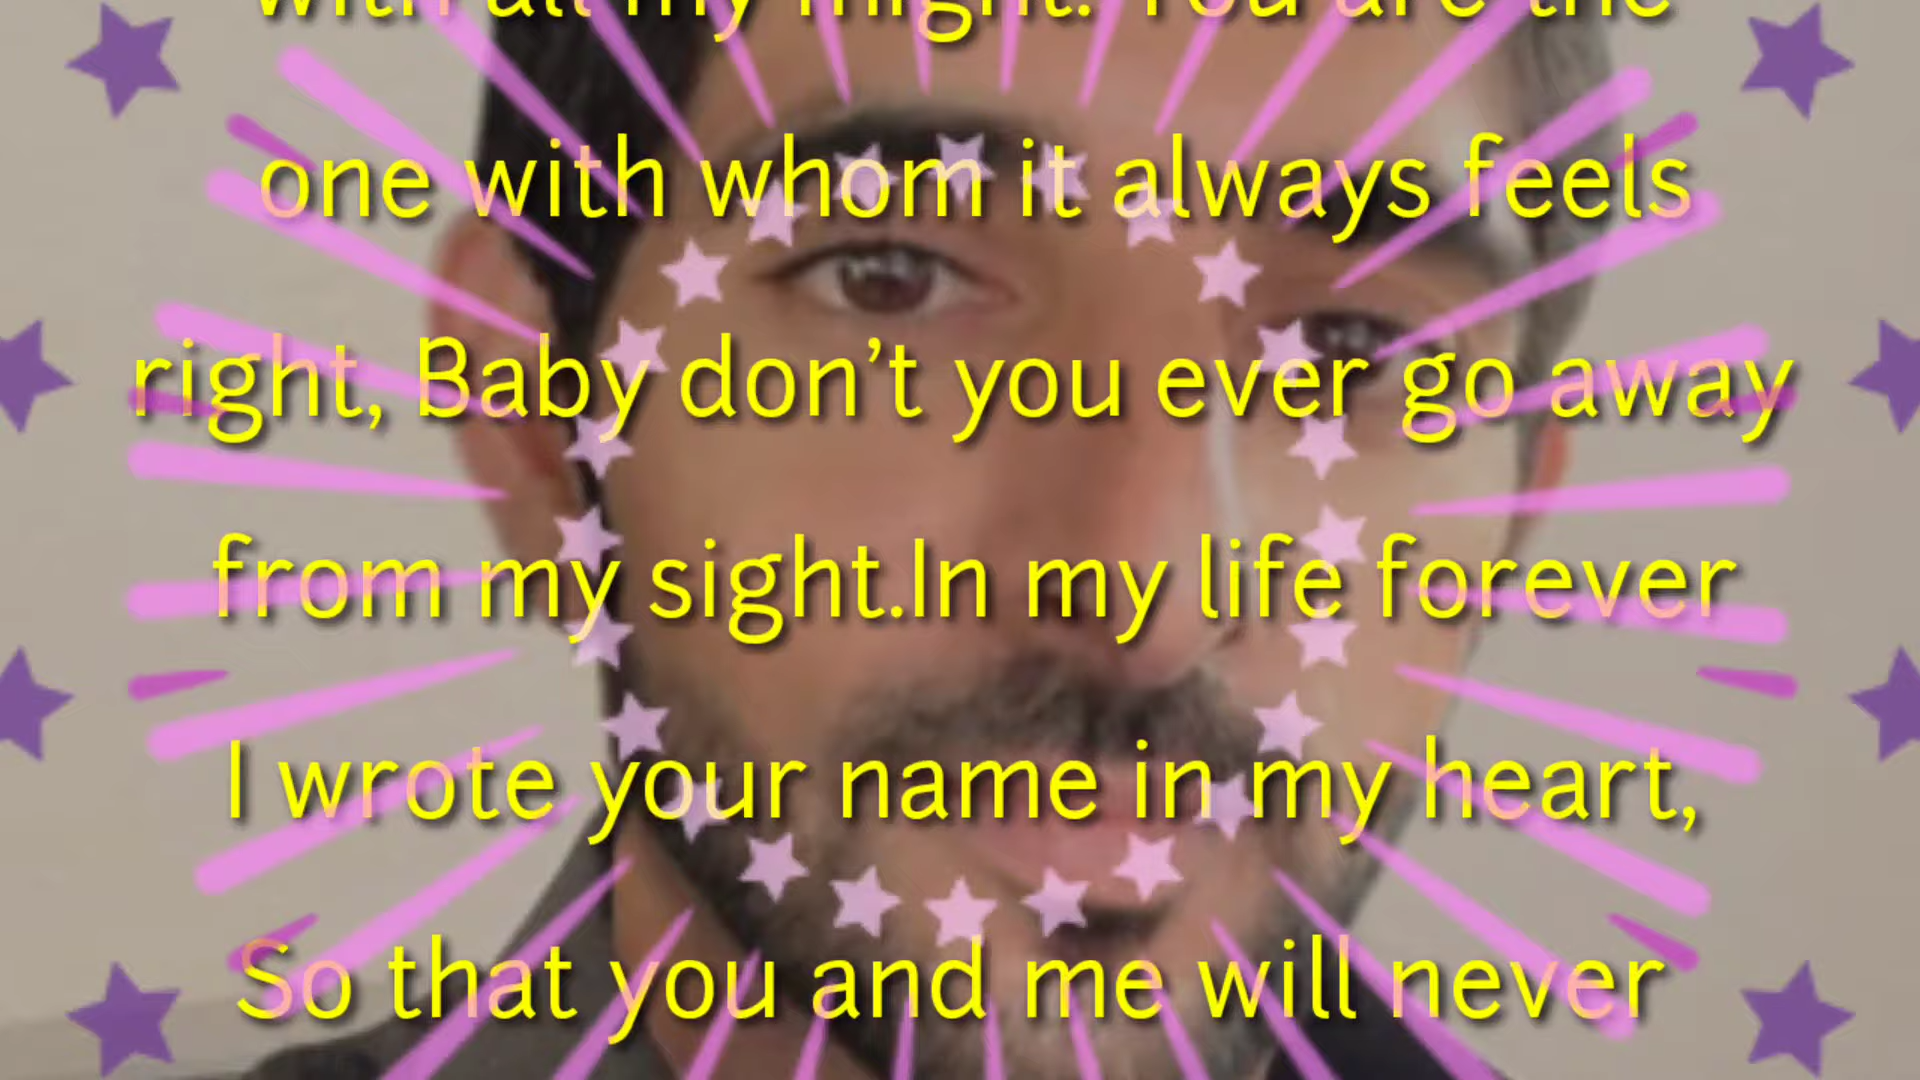 with all my might. You are the
one with whom it always feels
right, Baby don’t you ever go away
from my sight.In my life forever
I wrote your name in my heart,
So that you and me will never